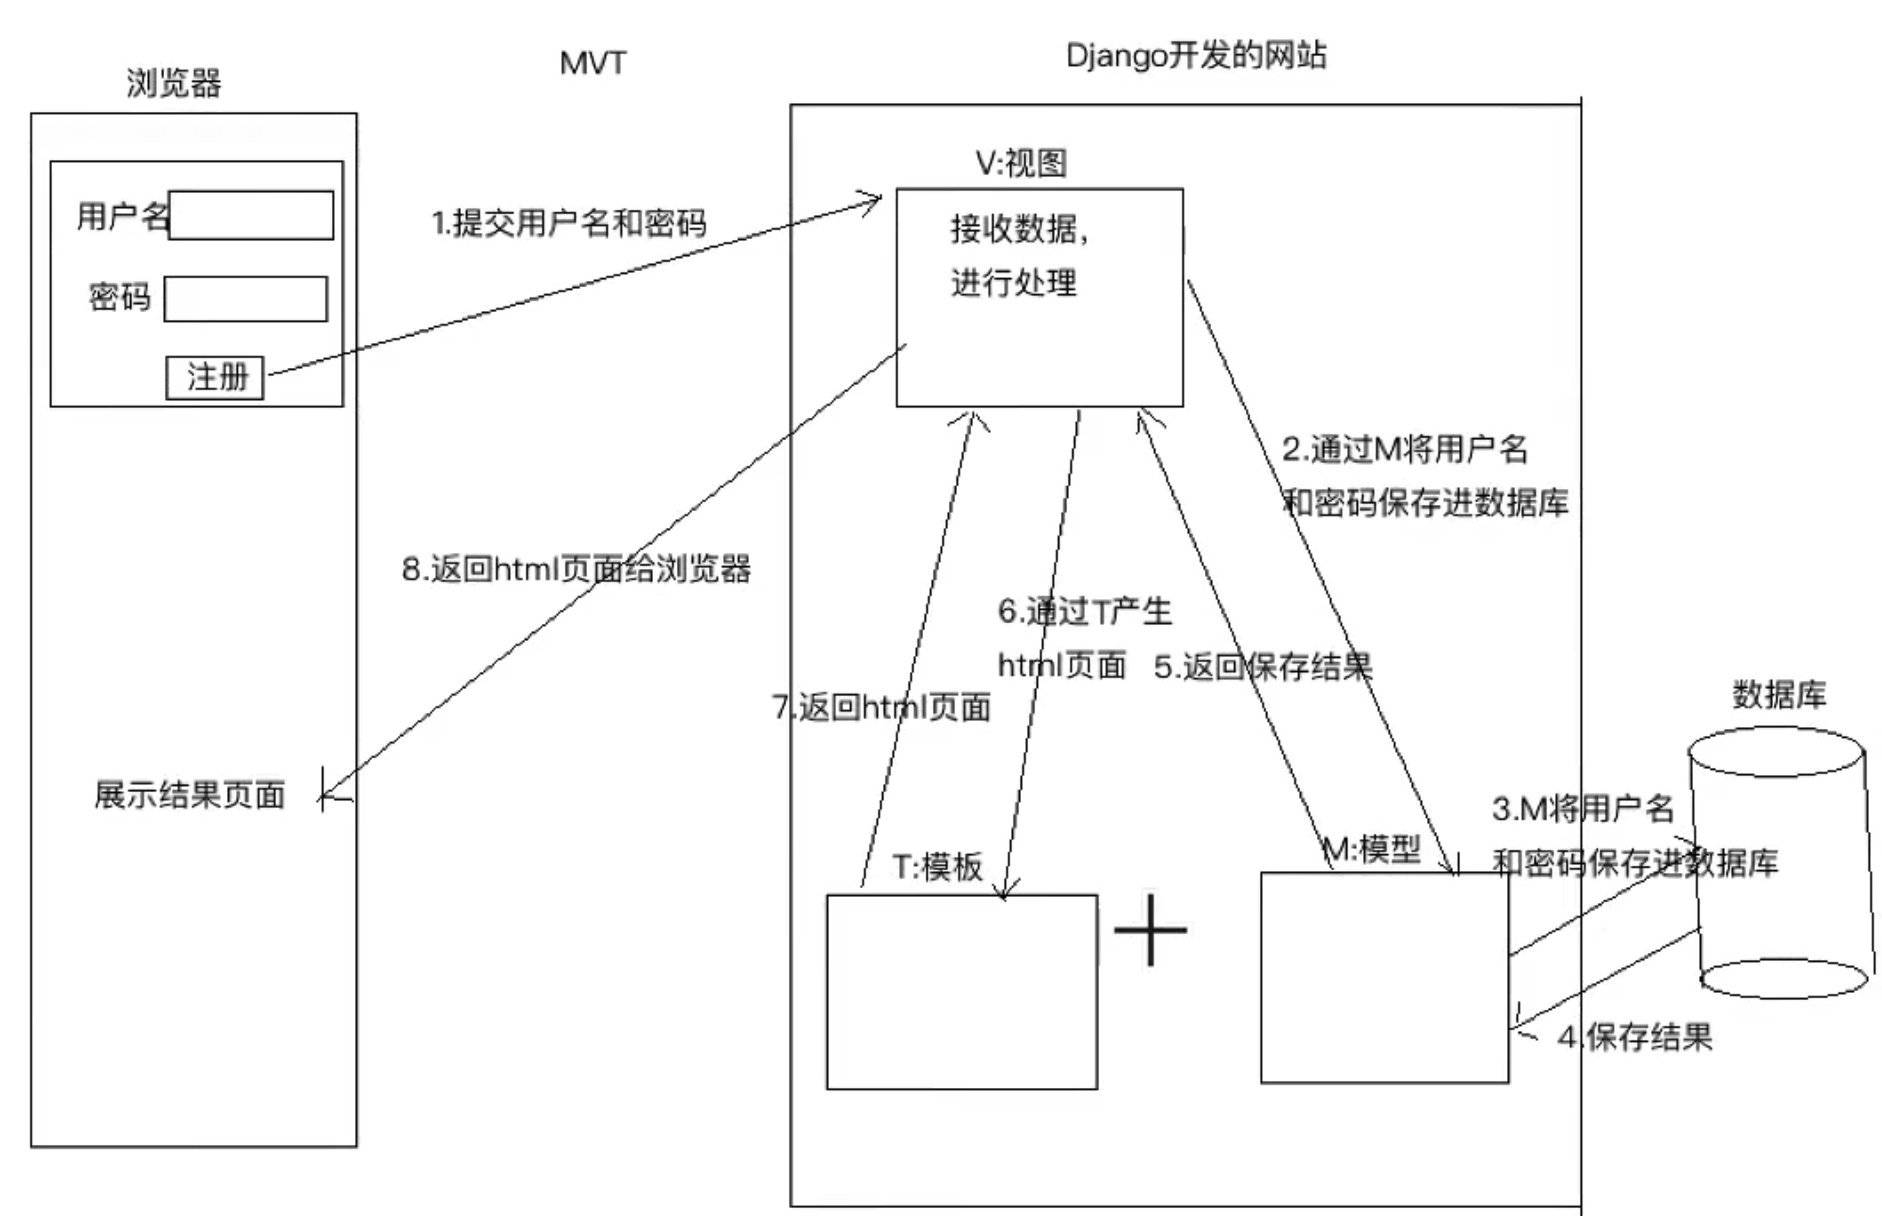 MVT
Django开发的网站
浏览器
用户名
密码
注册
1.提交用户名和密码
V:视图
接收数据，
进行处理
2.通过M将用户名
和密码保存进数据库
8.返回html页面给浏览器
6.通过T产生
html页面
5.返回保存结果
7.返回html页面
数据库
展示结果页面
3.M将用户名
和密码保存进数据库
T:模板
M:模型
4.保存结果